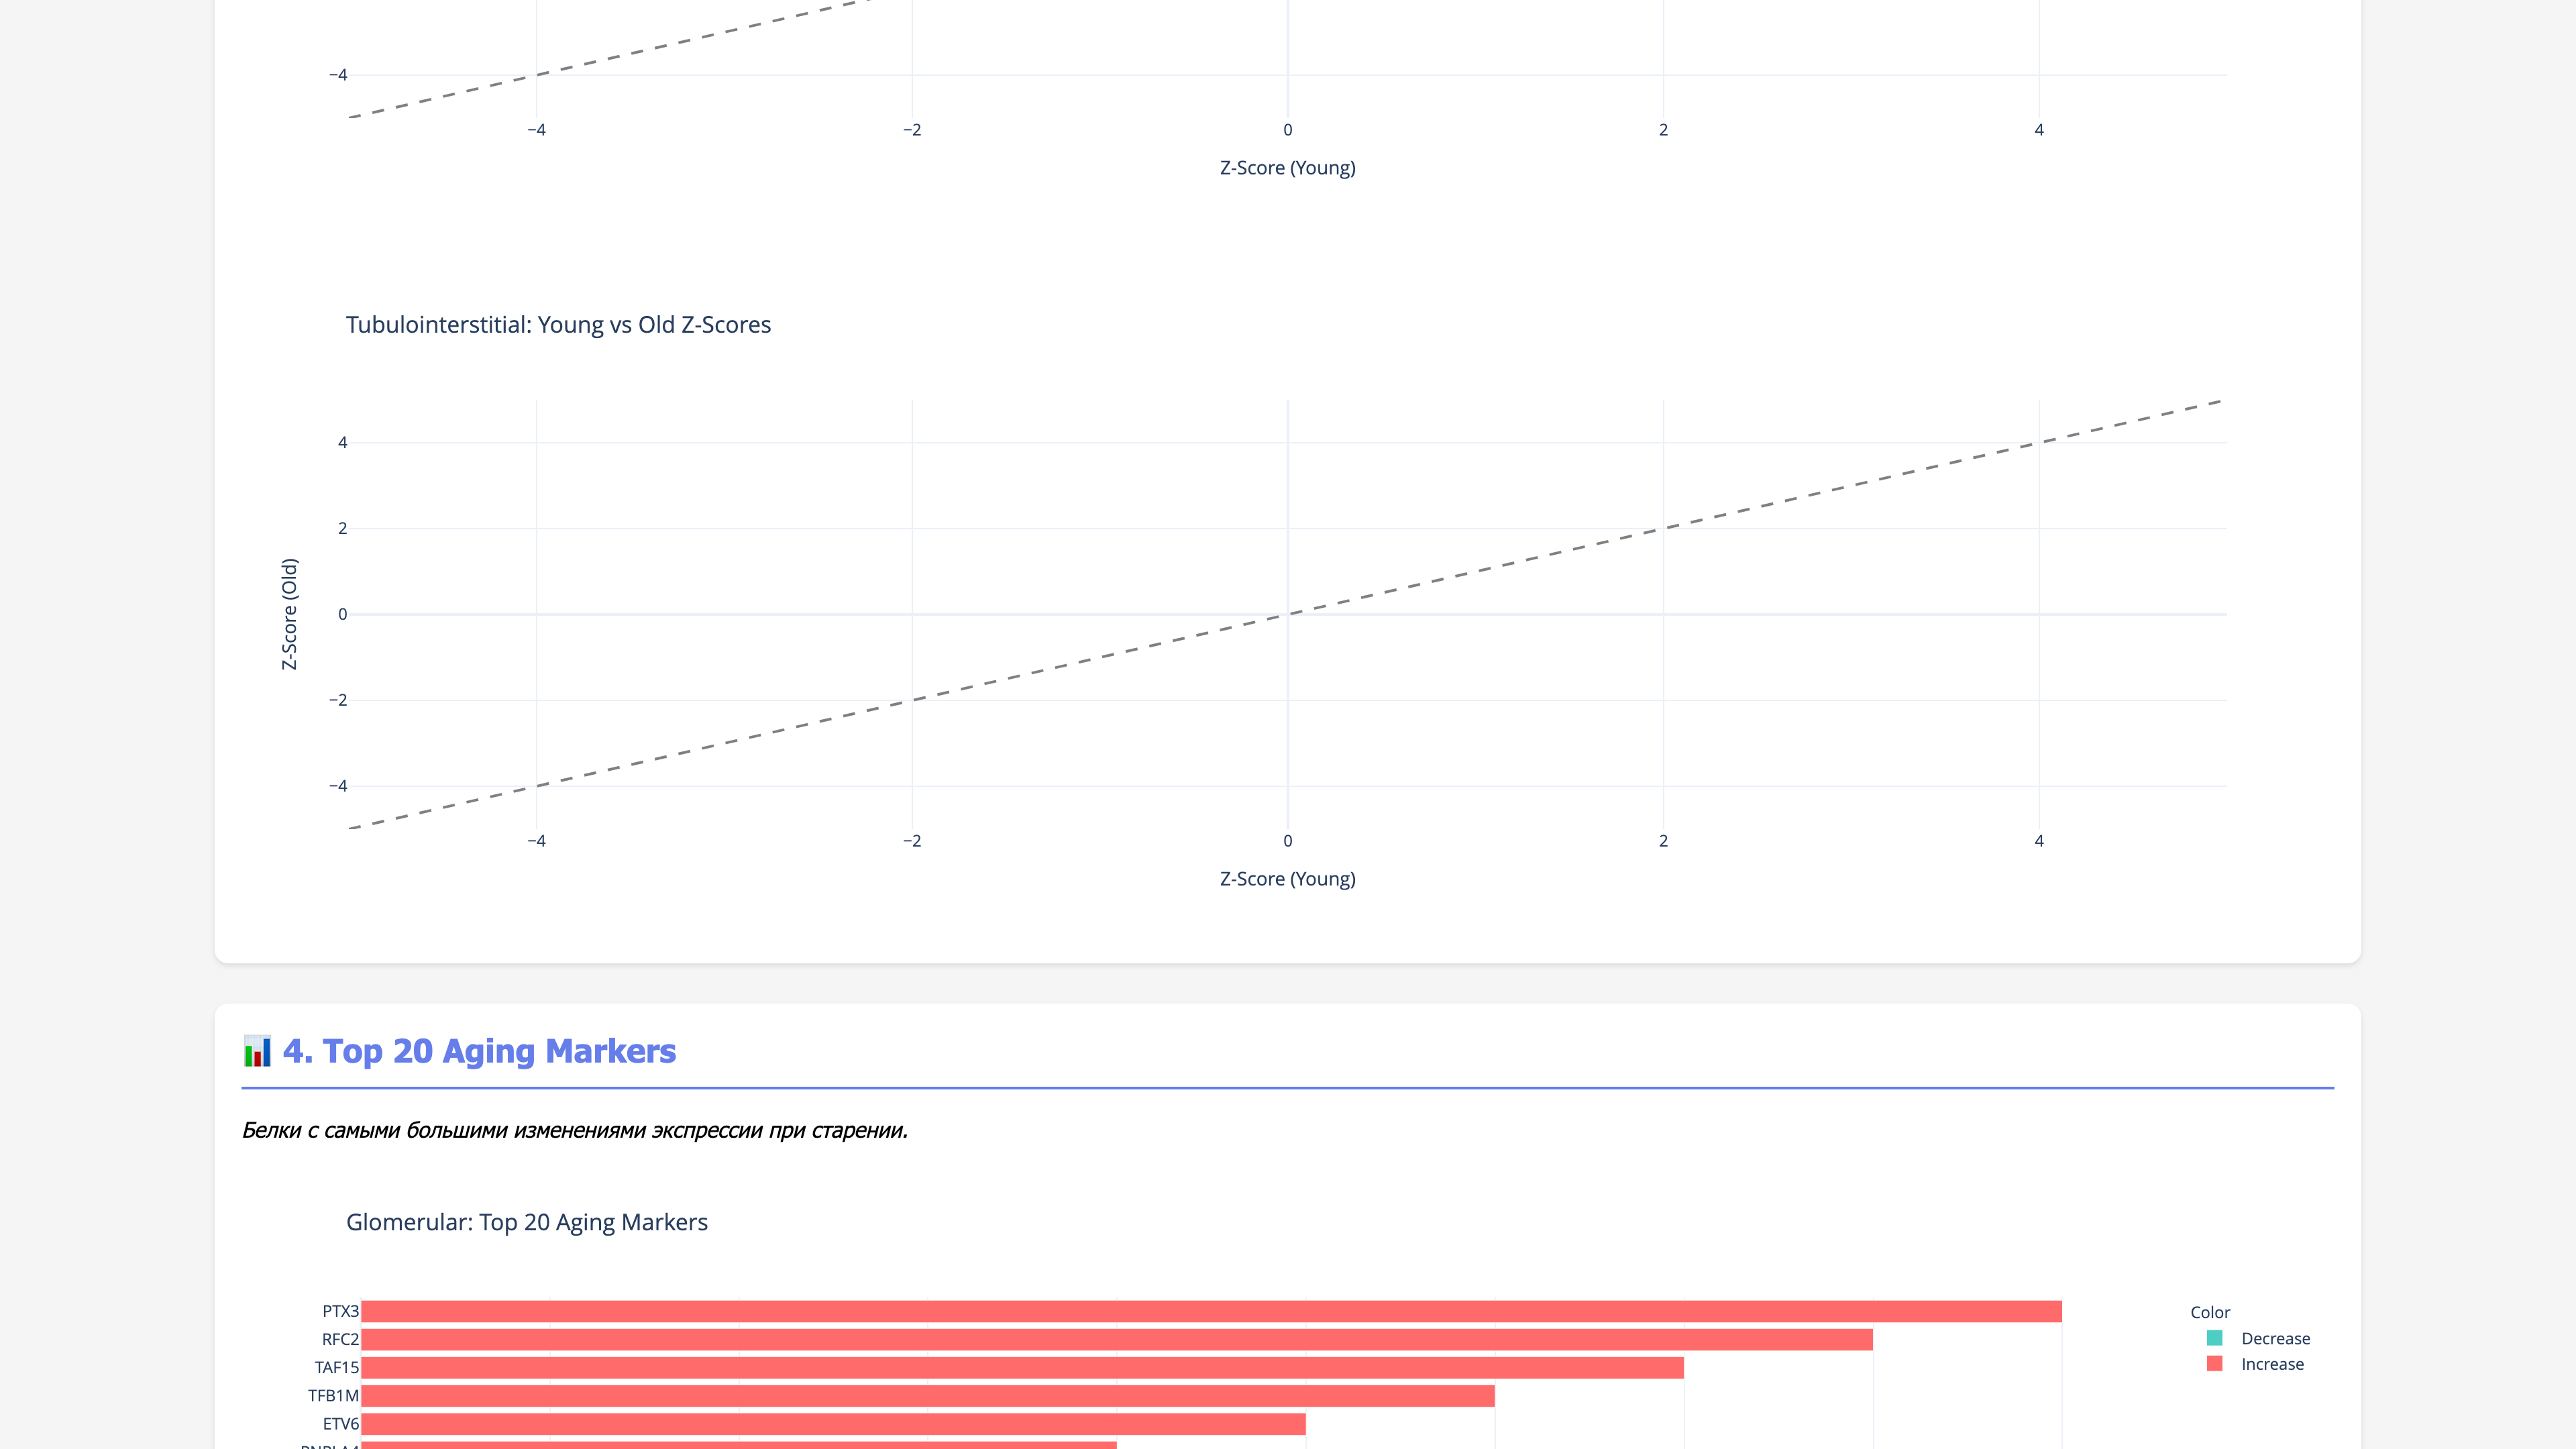 −4
−4
−2
0
2
4
Z-Score (Young)
Tubulointerstitial: Young vs Old Z-Scores
4
2
0
−2
−4
Z-Score (Old)
−4
−2
0
2
4
Z-Score (Young)
4. Top 20 Aging Markers
Белки с самыми большими изменениями экспрессии при старении.
Glomerular: Top 20 Aging Markers
PTX3
RFC2
TAF15
TFB1M
ETV6
Color
Decrease
Increase